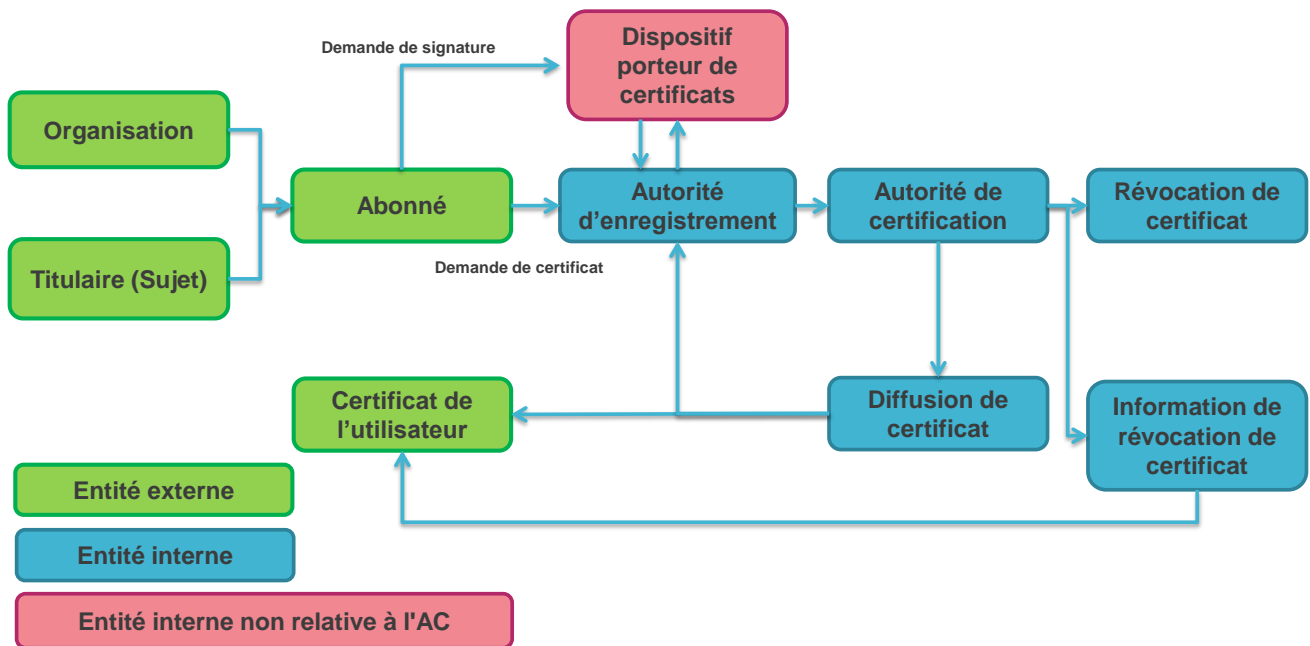 Demande de signature
Dispositif
porteur de
certificats
Organisation
Abonné
Autorité
d’enregistrement
Autorité de
certification
Révocation de
certificat
Titulaire (Sujet)
Demande de certificat
Certificat de
l’utilisateur
Diffusion de
certificat
Information de
révocation de
certificat
Entité externe
Entité interne
Entité interne non relative à l'AC